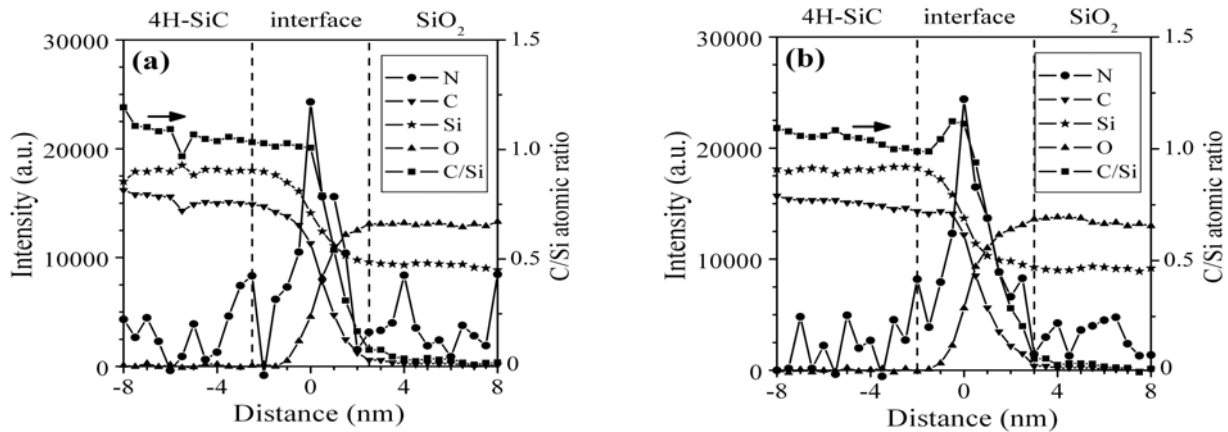 4H-SiC interface SiO2
(a)
N
C
Si
O
C/Si
30000
20000
10000
0
Intensity (a.u.)
1.5
1.0
0.5
0
C/Si atomic ratio
-8 -4 0 4 8
Distance (nm)
4H-SiC interface SiO2
(b)
N
C
Si
O
C/Si
30000
20000
10000
0
Intensity (a.u.)
1.5
1.0
0.5
0
C/Si atomic ratio
-8 -4 0 4 8
Distance (nm)